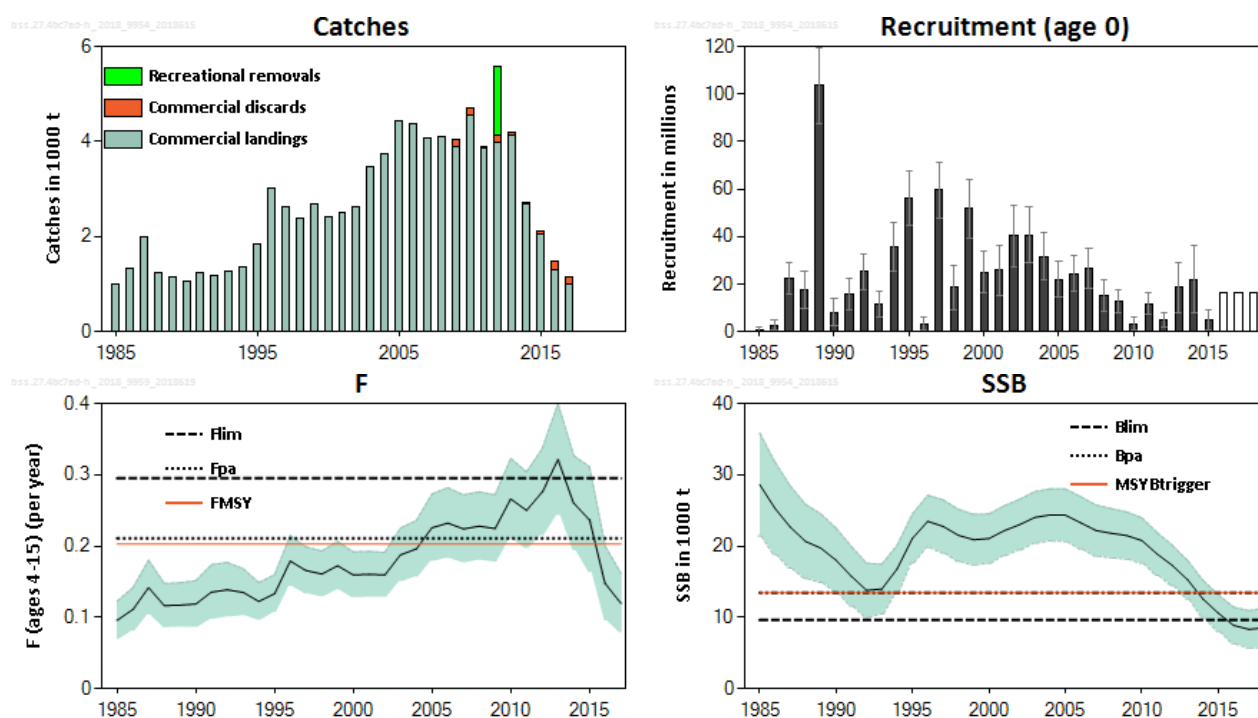 bss.27.4bc7ad-h_2018_9954_2018615
Catches
Catches in 1000 t
6
4
2
0
Recreational removals
Commercial discards
Commercial landings
1985 1995 2005 2015
bss.27.4bc7ad-h_2018_9954_2018615
Recruitment (age 0)
Recruitment in millions
120
100
80
60
40
20
0
1985 1990 1995 2000 2005 2010 2015
bss.27.4bc7ad-h_2018_9959_2018619
F
F (ages 4-15) (per year)
0.4
0.3
0.2
0.1
0
Flim
Fpa
FMSY
1985 1990 1995 2000 2005 2010 2015
bss.27.4bc7ad-h_2018_9954_2018615
SSB
SSB in 1000 t
40
30
20
10
0
Blim
Bpa
MSYBtrigger
1985 1990 1995 2000 2005 2010 2015